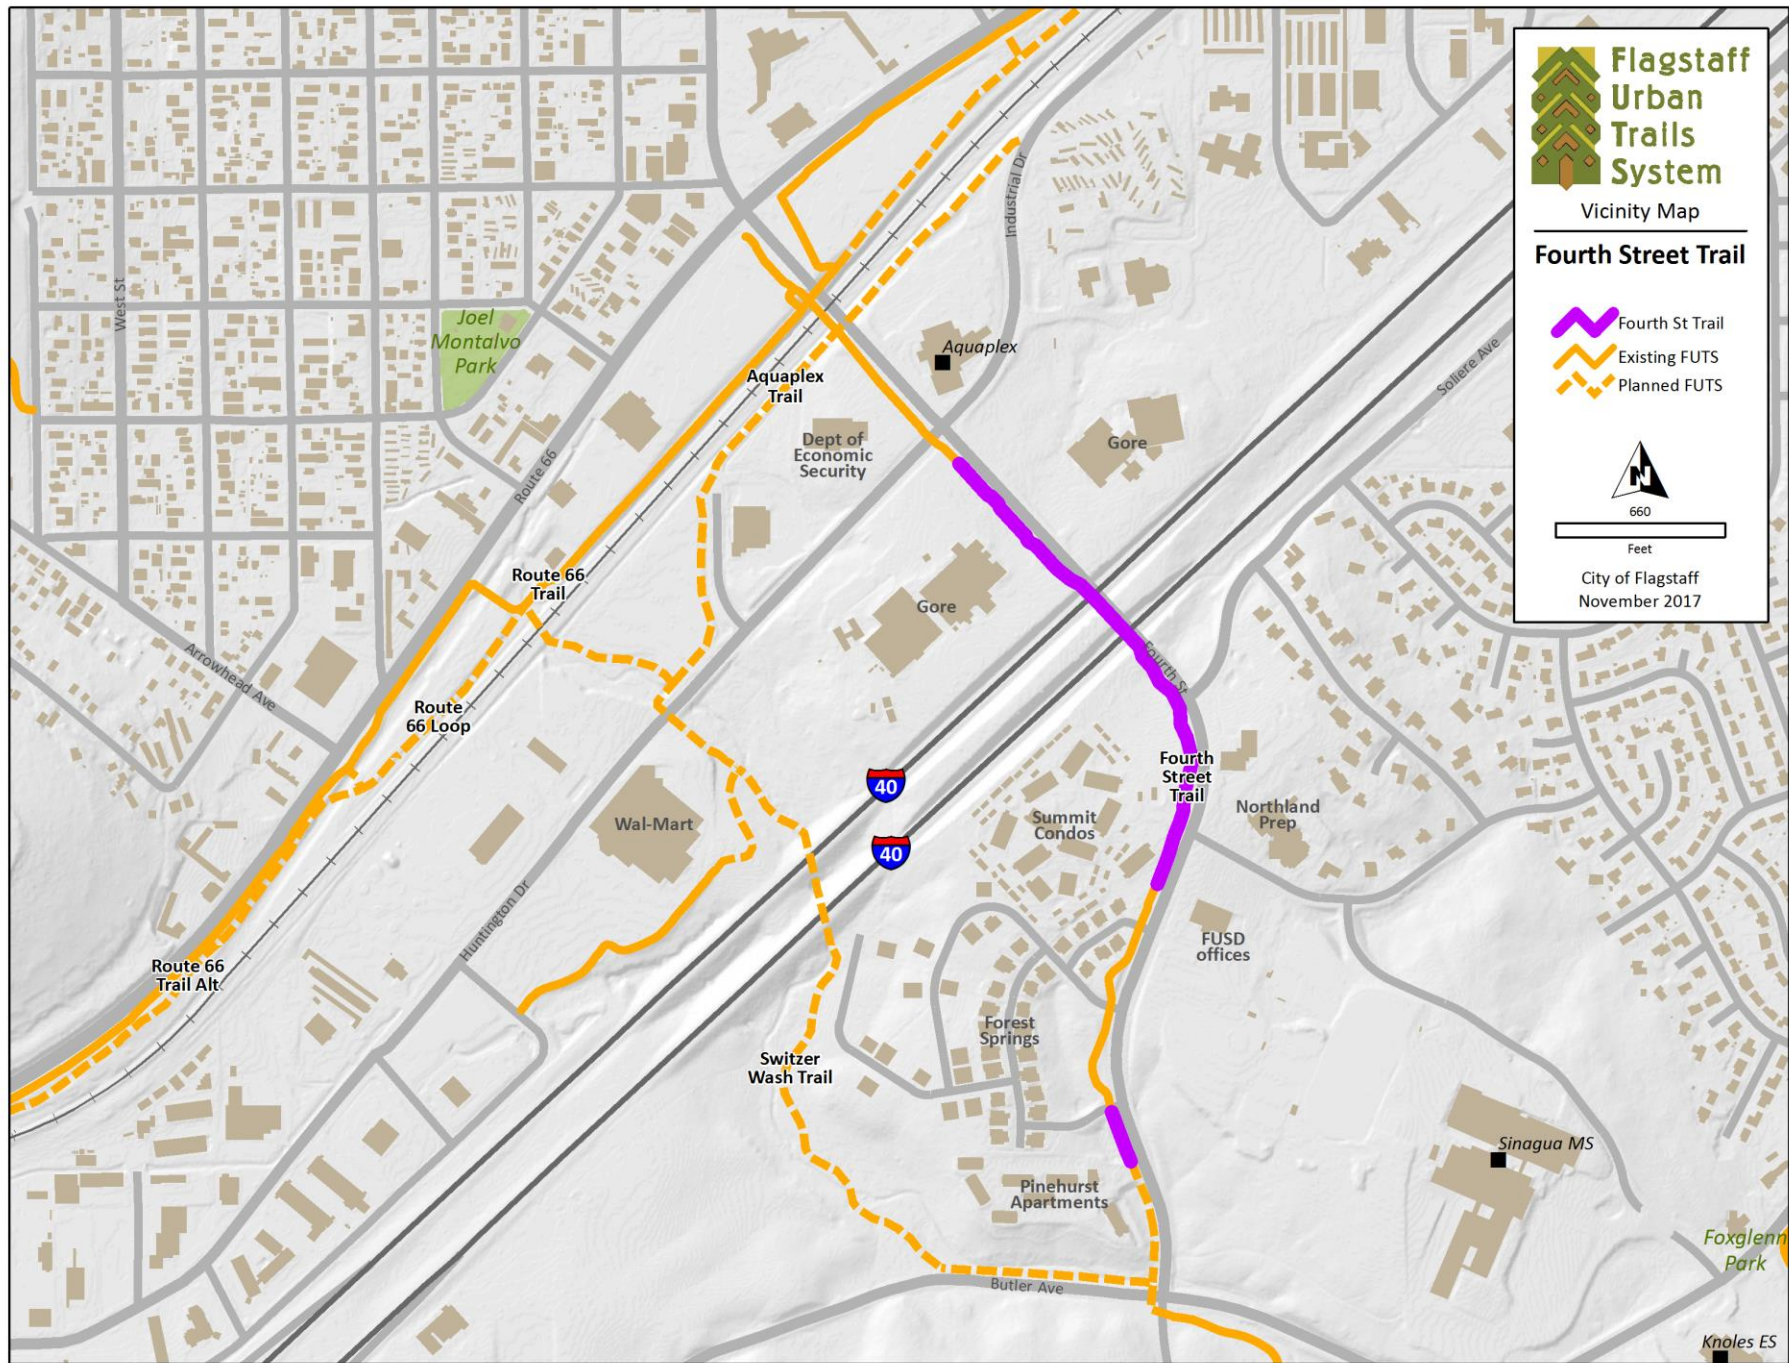 Flagstaff
Urban
Trails
System
Vicinity Map
Fourth Street Trail
Fourth St Trail
Existing FUTS
Planned FUTS
N
660
Feet
City of Flagstaff
November 2017
West St
Joel
Montalvo
Park
Route 66
Industrial Dr
Aquaplex
Aquaplex
Trail
Dept of
Economic
Security
Gore
Soliere Ave
Route 66
Trail
Gore
Arrowhead Ave
Route
66 Loop
Fourth St
Fourth
Street
Trail
40
40
Wal-Mart
Summit
Condos
Northland
Prep
Huntington Dr
Route 66
Trail Alt
FUSD
offices
Forest
Springs
Switzer
Wash Trail
Sinagua MS
Pinehurst
Apartments
Foxglenn
Park
Butler Ave
Knoles ES